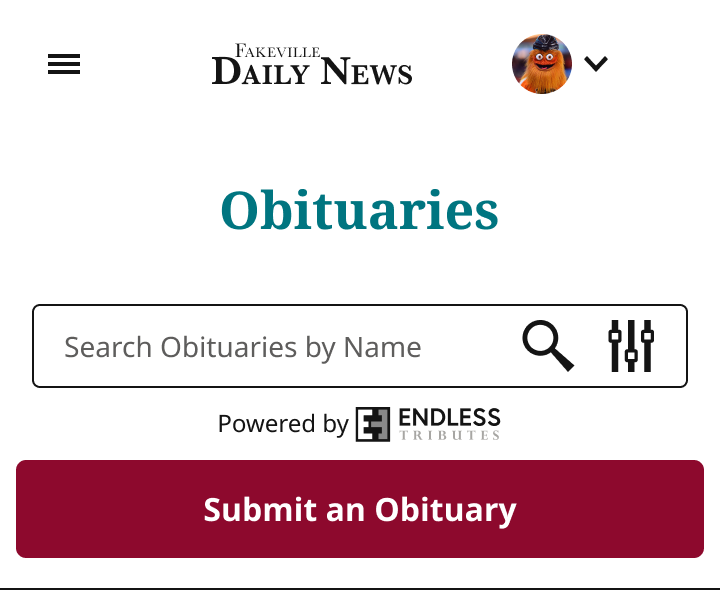 Fakeville
Daily News
Obituaries
Search Obituaries by Name
Powered by ENDLESS
TRIBUTES
Submit an Obituary